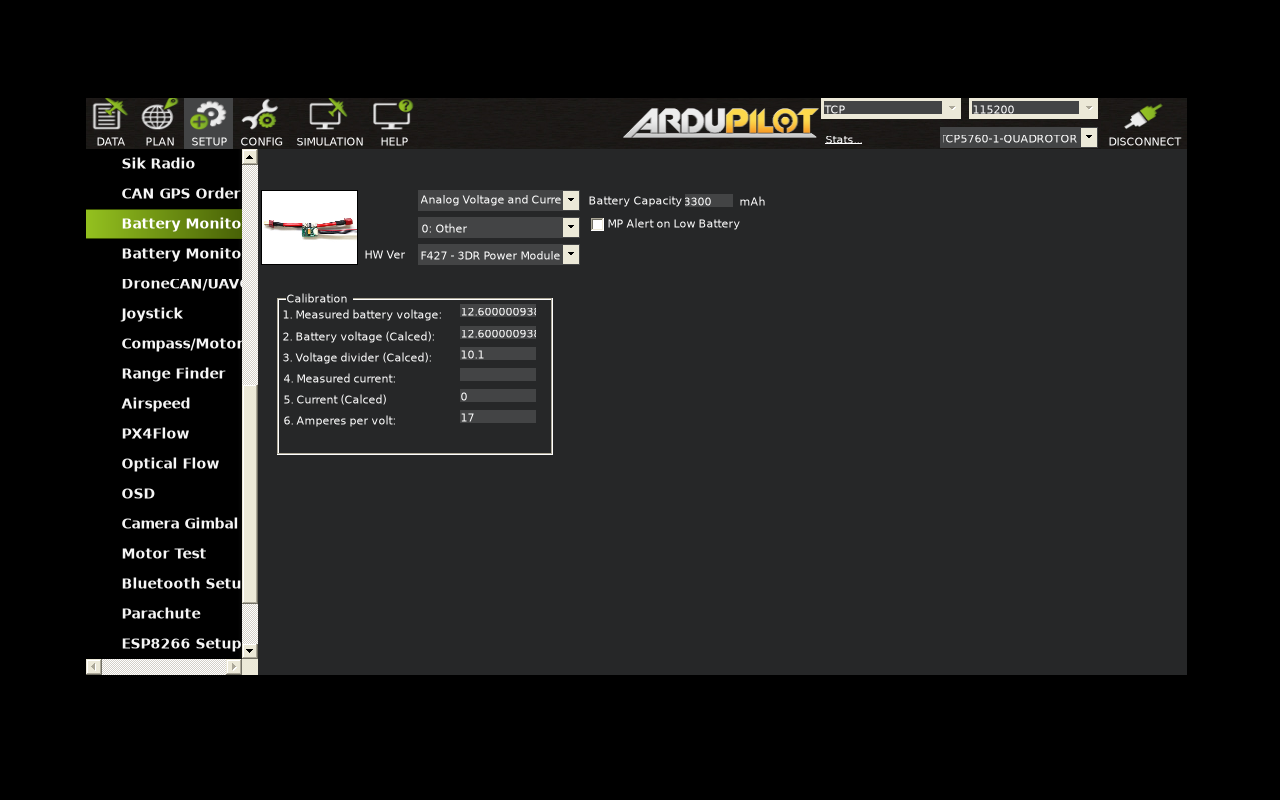 TCP
115200
DATA
PLAN
SETUP
CONFIG
SIMULATION
HELP
ARDUPILOT
Stats...
TCP5760-1-QUADROTOR
DISCONNECT
Sik Radio
CAN GPS Order
Battery Monito
Battery Monito
DroneCAN/UAV
Joystick
Compass/Motor
Range Finder
Airspeed
PX4Flow
Optical Flow
OSD
Camera Gimbal
Motor Test
Bluetooth Setu
Parachute
ESP8266 Setup
Analog Voltage and Curre
Battery Capacity 3300 mAh
0: Other
MP Alert on Low Battery
HW Ver F427 - 3DR Power Module
Calibration
1. Measured battery voltage: 12.600000938
2. Battery voltage (Calced): 12.600000938
3. Voltage divider (Calced): 10.1
4. Measured current:
5. Current (Calced) 0
6. Amperes per volt: 17